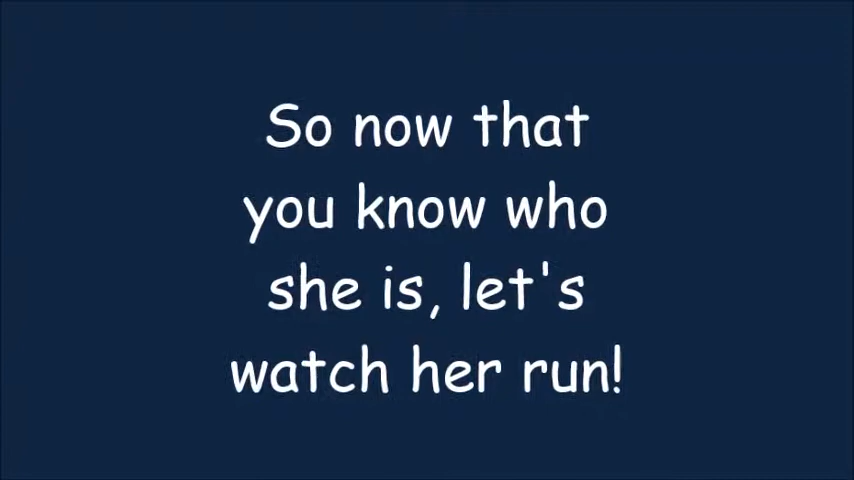 So now that
you know who
she is, let's
watch her run!